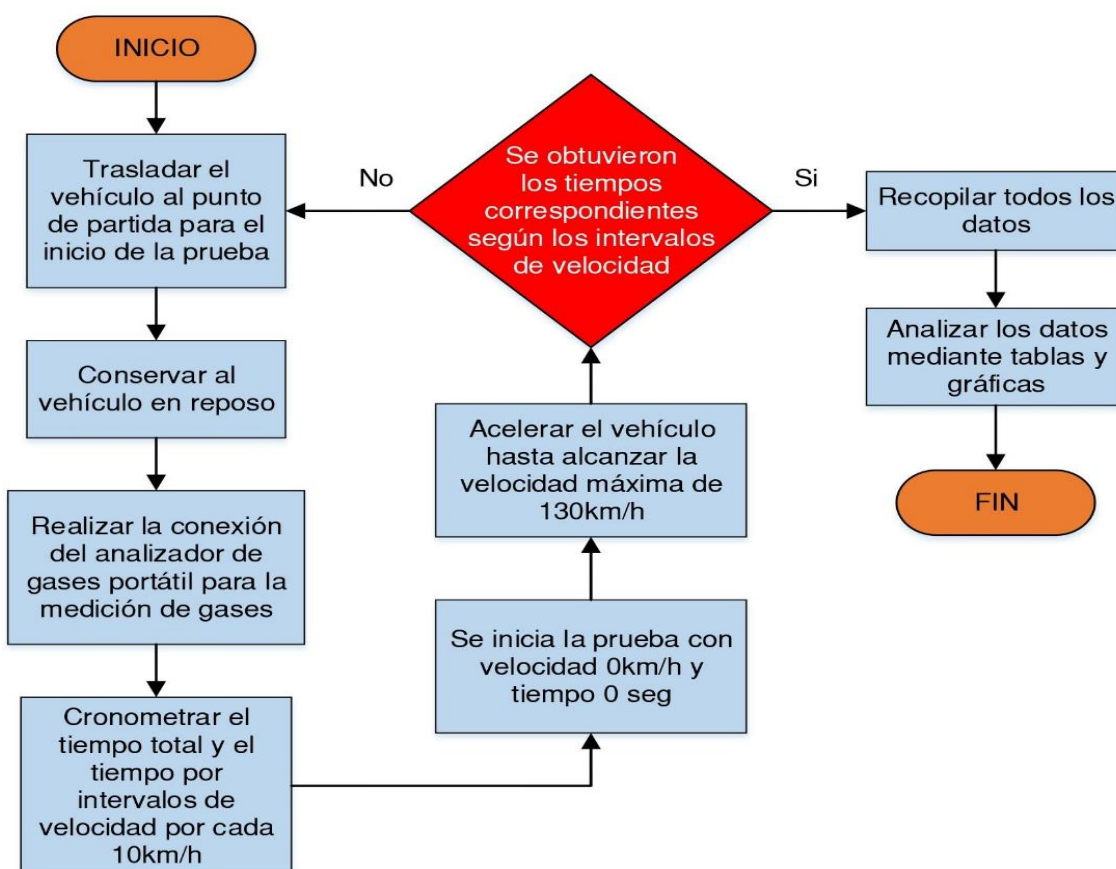 INICIO
Trasladar el
vehículo al punto
de partida para el
inicio de la prueba
Conservar al
vehículo en reposo
Realizar la conexión
del analizador de
gases portátil para la
medición de gases
Cronometrar el
tiempo total y el
tiempo por
intervalos de
velocidad por cada
10km/h
Se inicia la prueba con
velocidad 0km/h y
tiempo 0 seg
Acelerar el vehículo
hasta alcanzar la
velocidad máxima de
130km/h
Se obtuvieron
los tiempos
correspondientes
según los intervalos
de velocidad
No
Si
Recopilar todos los
datos
Analizar los datos
mediante tablas y
gráficas
FIN